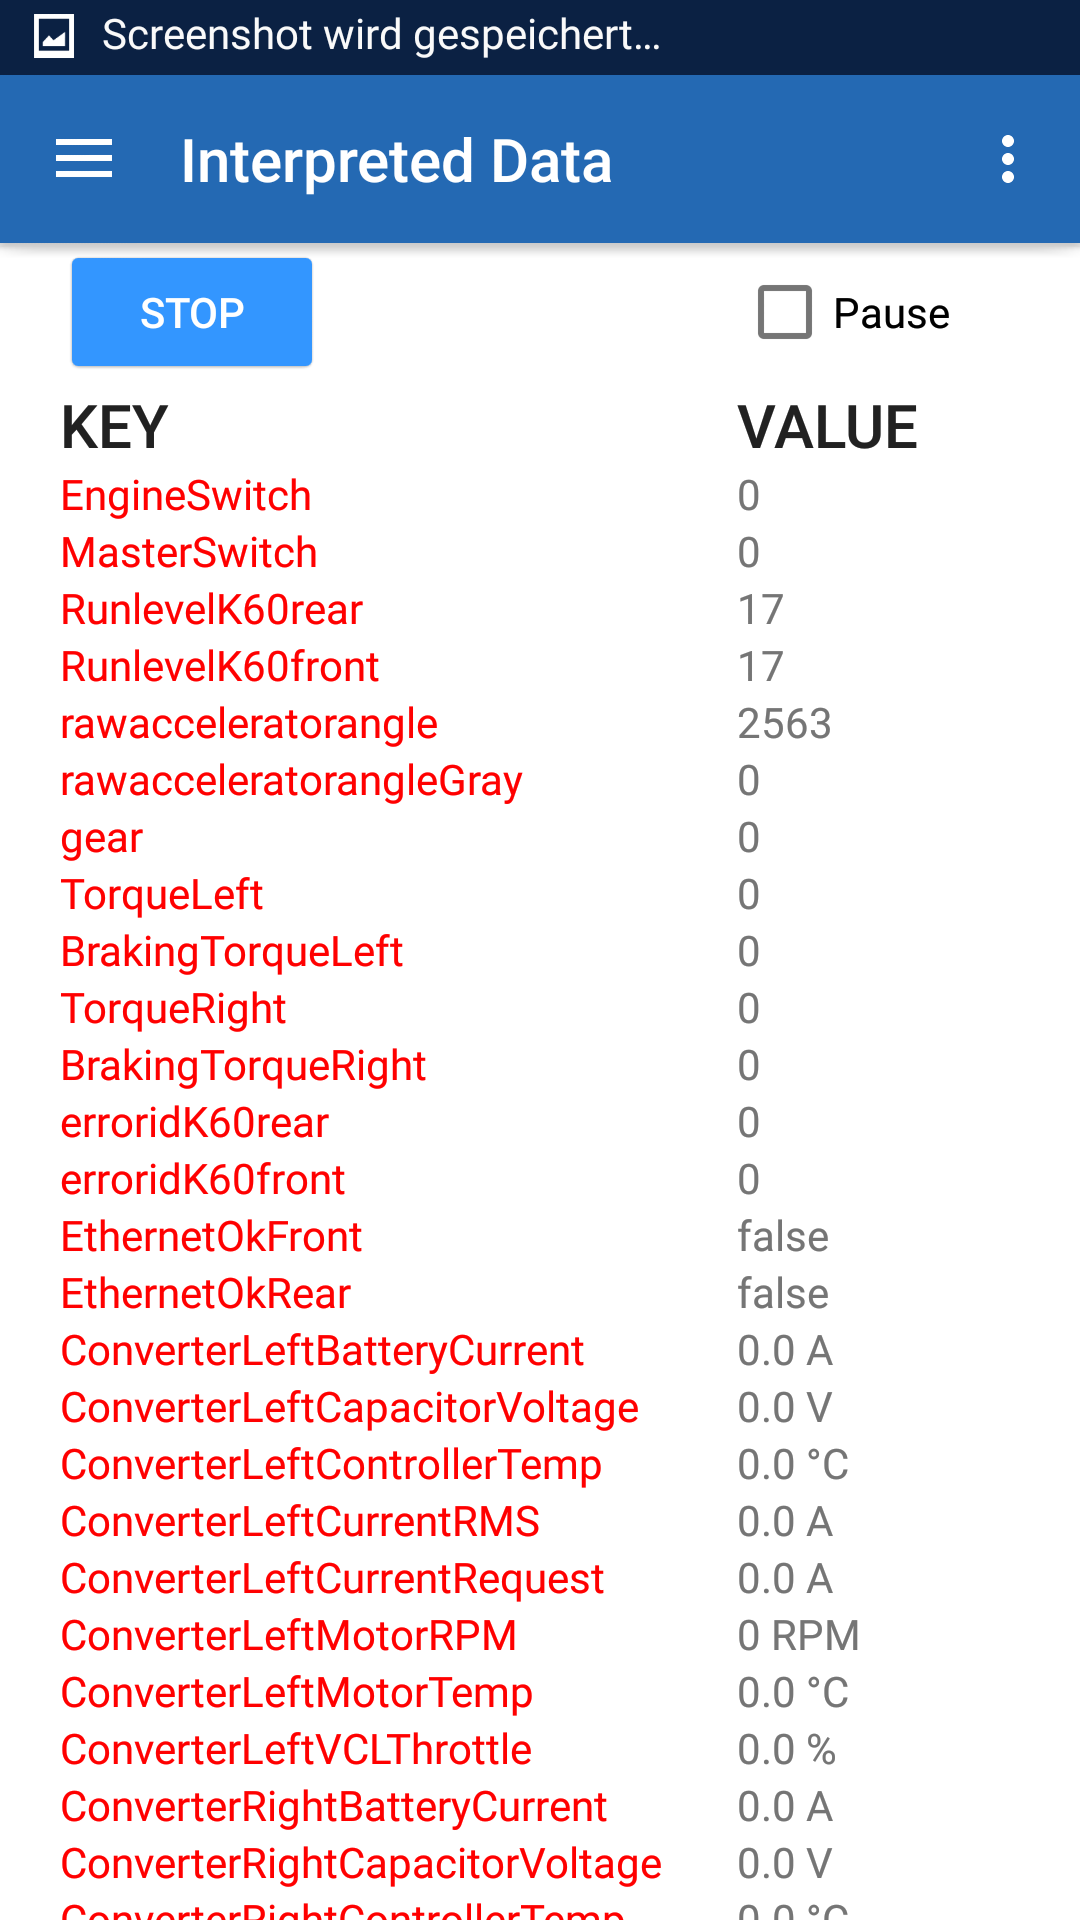 Screenshot wird gespeichert...
Interpreted Data
STOP Pause
KEY VALUE
EngineSwitch 0
MasterSwitch 0
RunlevelK60rear 17
RunlevelK60front 17
rawacceleratorangle 2563
rawacceleratorangleGray 0
gear 0
TorqueLeft 0
BrakingTorqueLeft 0
TorqueRight 0
BrakingTorqueRight 0
erroridK60rear 0
erroridK60front 0
EthernetOkFront false
EthernetOkRear false
ConverterLeftBatteryCurrent 0.0 A
ConverterLeftCapacitorVoltage 0.0 V
ConverterLeftControllerTemp 0.0 °C
ConverterLeftCurrentRMS 0.0 A
ConverterLeftCurrentRequest 0.0 A
ConverterLeftMotorRPM 0 RPM
ConverterLeftMotorTemp 0.0 °C
ConverterLeftVCLThrottle 0.0 %
ConverterRightBatteryCurrent 0.0 A
ConverterRightCapacitorVoltage 0.0 V
ConverterRightControllerTemp 0.0 °C